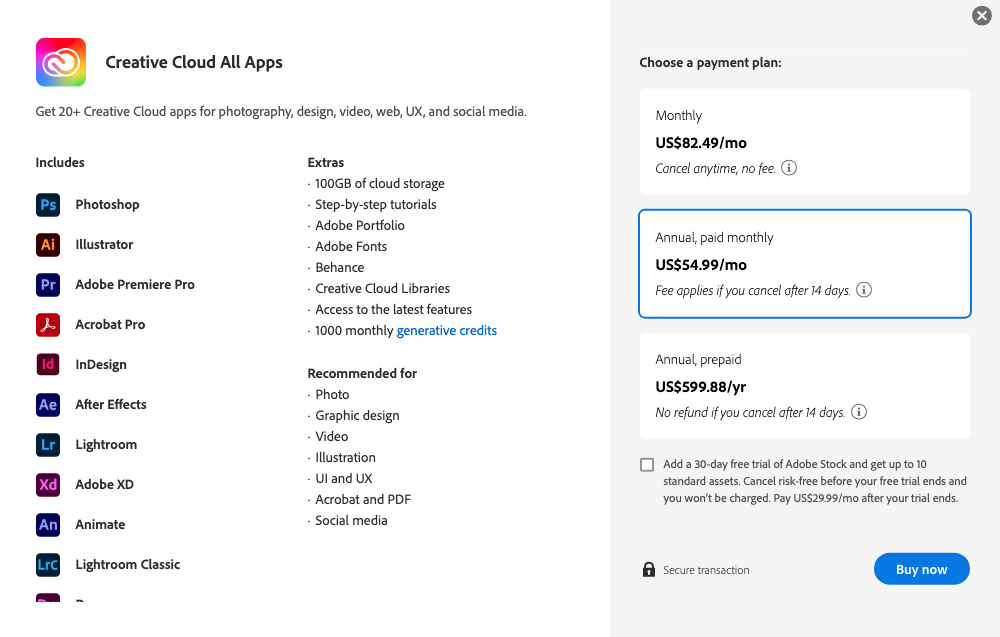 Creative Cloud All Apps
Get 20+ Creative Cloud apps for photography, design, video, web, UX, and social media.
Includes
Ps Photoshop
Ai Illustrator
Pr Adobe Premiere Pro
Acrobat Pro
Id InDesign
Ae After Effects
Lr Lightroom
Xd Adobe XD
An Animate
LrC Lightroom Classic
Extras
· 100GB of cloud storage
· Step-by-step tutorials
· Adobe Portfolio
· Adobe Fonts
· Behance
· Creative Cloud Libraries
· Access to the latest features
· 1000 monthly generative credits
Recommended for
· Photo
· Graphic design
· Video
· Illustration
· UI and UX
· Acrobat and PDF
· Social media
Choose a payment plan:
Monthly
US$82.49/mo
Cancel anytime, no fee.
Annual, paid monthly
US$54.99/mo
Fee applies if you cancel after 14 days.
Annual, prepaid
US$599.88/yr
No refund if you cancel after 14 days.
Add a 30-day free trial of Adobe Stock and get up to 10
standard assets. Cancel risk-free before your free trial ends and
you won't be charged. Pay US$29.99/mo after your trial ends.
Secure transaction
Buy now